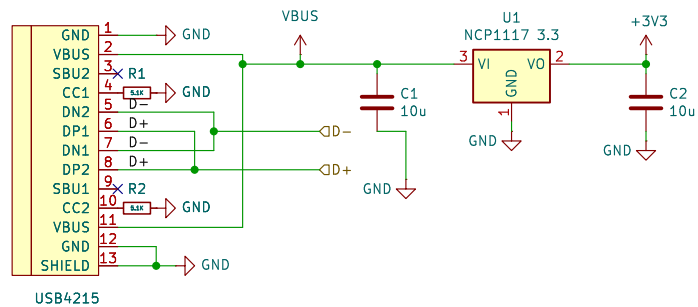 VBUS
U1
NCP1117 3.3
+3V3
GND 1 GND
VBUS 2
SBU2 3 R1
CC1 4 5.1K GND
DN2 5 D-
DP1 6 D+
DN1 7 D-
DP2 8 D+
SBU1 9 R2
CC2 10 5.1K GND
VBUS 11
GND 12
SHIELD 13 GND
USB4215
D-
D+
C1
10u
GND
3 VI VO 2
GND
1
GND
C2
10u
GND